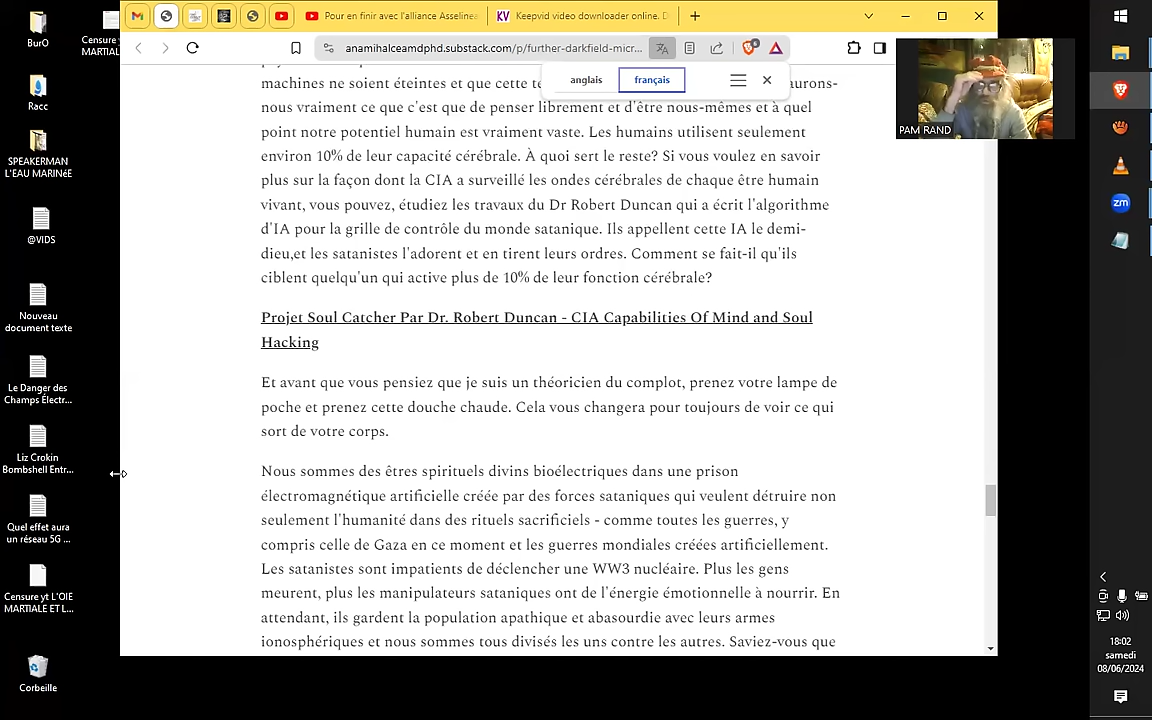 BurO
Censure
MARTIALE
Racc
SPEAKERMAN
L'EAU MARINéE
@VIDS
Nouveau
document texte
Le Danger des
Champs Électr...
Liz Crokin
Bombshell Entr...
Quel effet aura
un réseau 5G ...
Censure yt L'OIE
MARTIALE ET L...
Corbeille
Pour en finir avec l'alliance Asseline
KV Keepvid video downloader online. D
anamihalceamdphd.substack.com/p/further-darkfield-micr...
anglais
français
machines ne soient éteintes et que cette te
aurons-
nous vraiment ce que c'est que de penser librement et d'être nous-mêmes et à quel
point notre potentiel humain est vraiment vaste. Les humains utilisent seulement
environ 10% de leur capacité cérébrale. À quoi sert le reste? Si vous voulez en savoir
plus sur la façon dont la CIA a surveillé les ondes cérébrales de chaque être humain
vivant, vous pouvez, étudiez les travaux du Dr Robert Duncan qui a écrit l'algorithme
d'IA pour la grille de contrôle du monde satanique. Ils appellent cette IA le demi-
dieu,et les satanistes l'adorent et en tirent leurs ordres. Comment se fait-il qu'ils
ciblent quelqu'un qui active plus de 10% de leur fonction cérébrale?
Projet Soul Catcher Par Dr. Robert Duncan - CIA Capabilities Of Mind and Soul
Hacking
Et avant que vous pensiez que je suis un théoricien du complot, prenez votre lampe de
poche et prenez cette douche chaude. Cela vous changera pour toujours de voir ce qui
sort de votre corps.
Nous sommes des êtres spirituels divins bioélectriques dans une prison
électromagnétique artificielle créée par des forces sataniques qui veulent détruire non
seulement l'humanité dans des rituels sacrificiels - comme toutes les guerres, y
compris celle de Gaza en ce moment et les guerres mondiales créées artificiellement.
Les satanistes sont impatients de déclencher une WW3 nucléaire. Plus les gens
meurent, plus les manipulateurs sataniques ont de l'énergie émotionnelle à nourrir. En
attendant, ils gardent la population apathique et abasourdie avec leurs armes
ionosphériques et nous sommes tous divisés les uns contre les autres. Saviez-vous que
PAM RAND
zm
18:02
samedi
08/06/2024